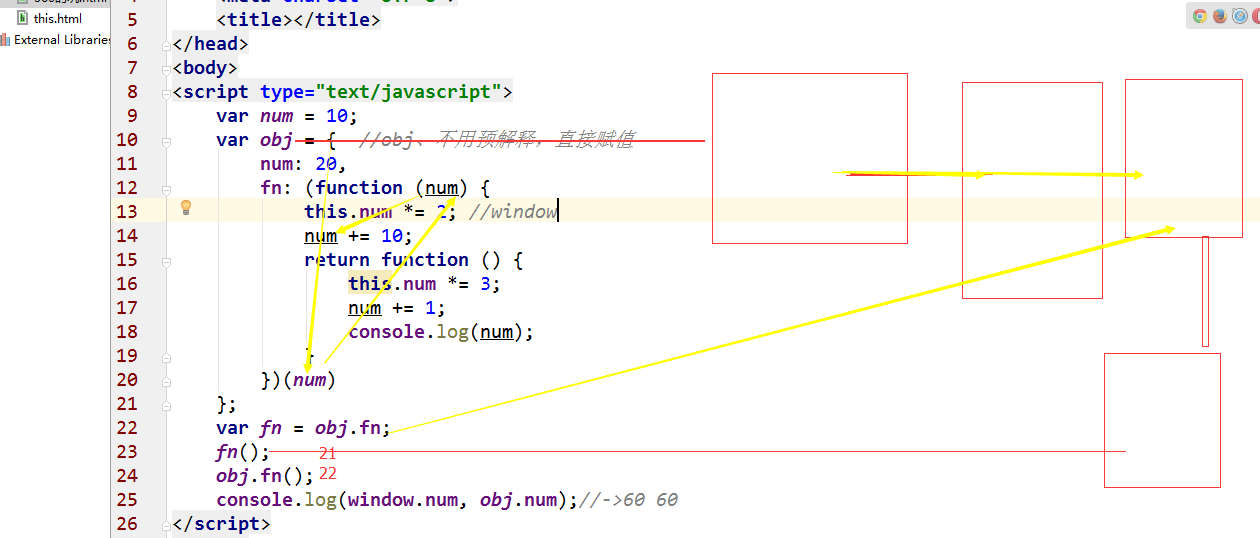 this.html
External Libraries
4
5 <title></title>
6 </head>
7 <body>
8 <script type="text/javascript">
9 var num = 10;
10 var obj = { //obj、不用预解释，直接赋值
11 num: 20,
12 fn: (function (num) {
13 this.num *= 2; //window
14 num += 10;
15 return function () {
16 this.num *= 3;
17 num += 1;
18 console.log(num);
19 }
20 })(num)
21 };
22 var fn = obj.fn;
23 fn(); 21
24 obj.fn(); 22
25 console.log(window.num, obj.num);//->60 60
26 </script>